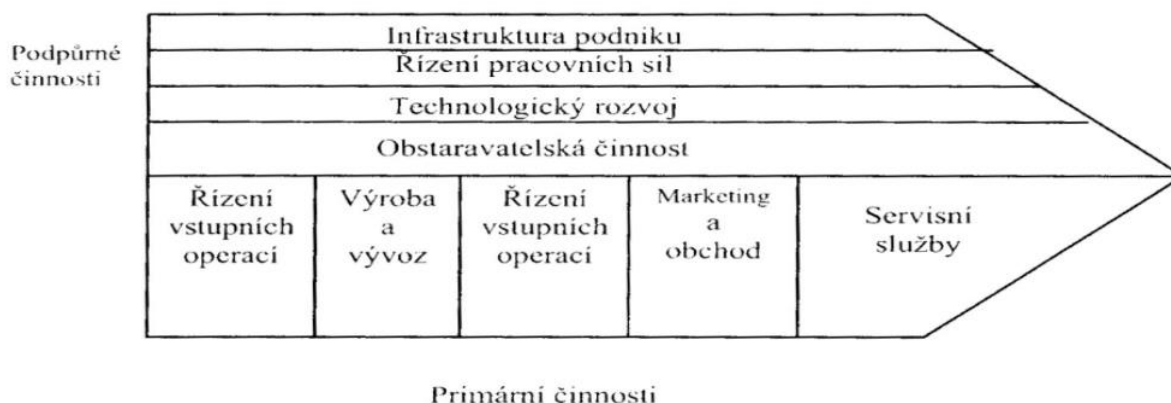 Podpůrné
činnosti
Infrastruktura podniku
Řízení pracovních sil
Technologický rozvoj
Obstaravatelská činnost
Řízení
vstupních
operací
Výroba
a
vývoz
Řízení
vstupních
operací
Marketing
a
obchod
Servisní
služby
Primární činnosti